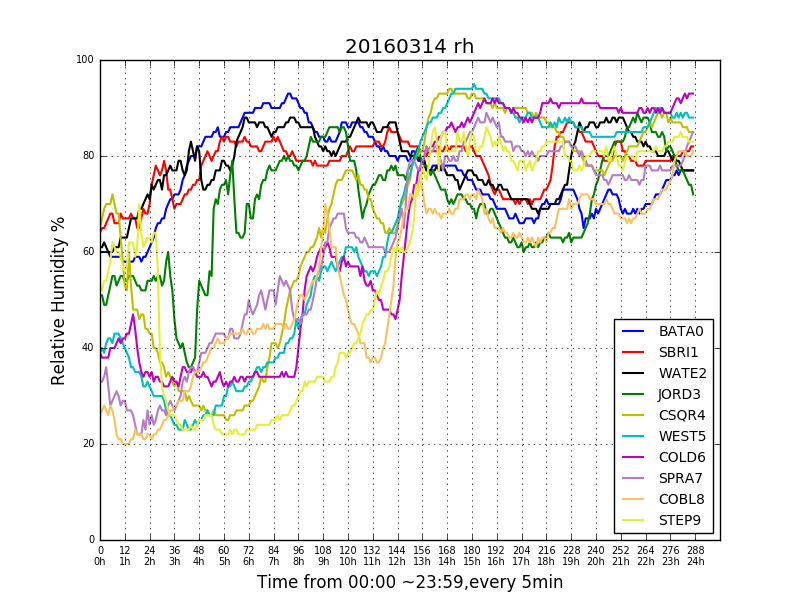 20160314 rh
100
80
60
40
20
0
Relative Humidity %
BATA0
SBRI1
WATE2
JORD3
CSQR4
WEST5
COLD6
SPRA7
COBL8
STEP9
0 12 24 36 48 60 72 84 96 108 120 132 144 156 168 180 192 204 216 228 240 252 264 276 288
0h 1h 2h 3h 4h 5h 6h 7h 8h 9h 10h 11h 12h 13h 14h 15h 16h 17h 18h 19h 20h 21h 22h 23h 24h
Time from 00:00 ~23:59,every 5min